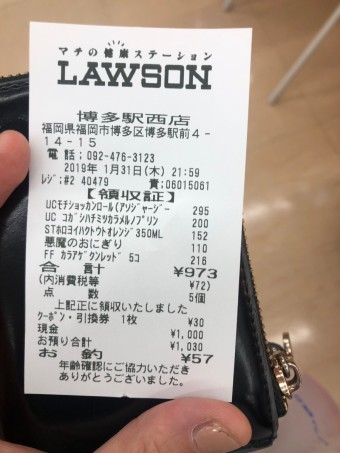 マチの健康ステーション
LAWSON
博多駅西店
福岡県福岡市博多区博多駅前4-
14-15
電話:092-476-3123
2019年 1月31日(木) 21:59
レジ:#2 40479 責:06015061
【領収証】
UCモチショッカンロール(アリジャージー 295
UC コガシハチミツカラメルノプリン 200
STホロヨイハクトウオレンジ350ML 152
悪魔のおにぎり 110
FF カラアゲクンレッド 5コ 216
合 計 ¥973
(内消費税等 ¥72)
点 数 5個
上記正に領収いたしました
クーポン・引換券 1枚 ¥30
現金 ¥1,000
お預り合計 ¥1,030
お 釣 ¥57
年齢確認にご協力いただき
ありがとうございました。